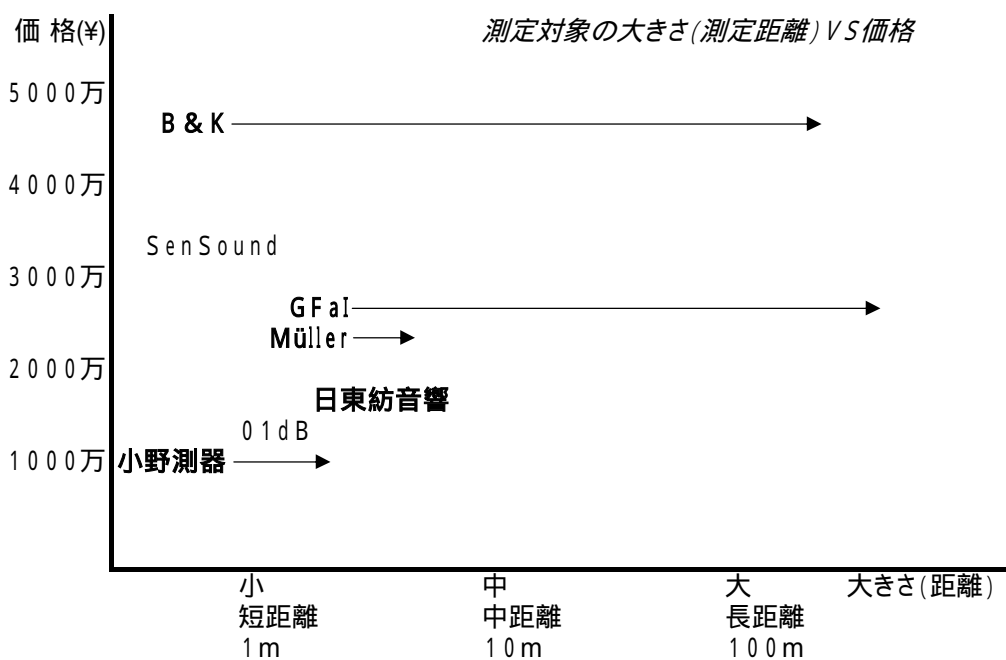 価 格(¥)
測定対象の大きさ(測定距離)VS価格
5000万
B&K
4000万
SenSound
3000万
GFaI
Müller
2000万
日東紡音響
01dB
1000万
小野測器
小 中 大 大きさ(距離)
短距離 中距離 長距離
1m 10m 100m